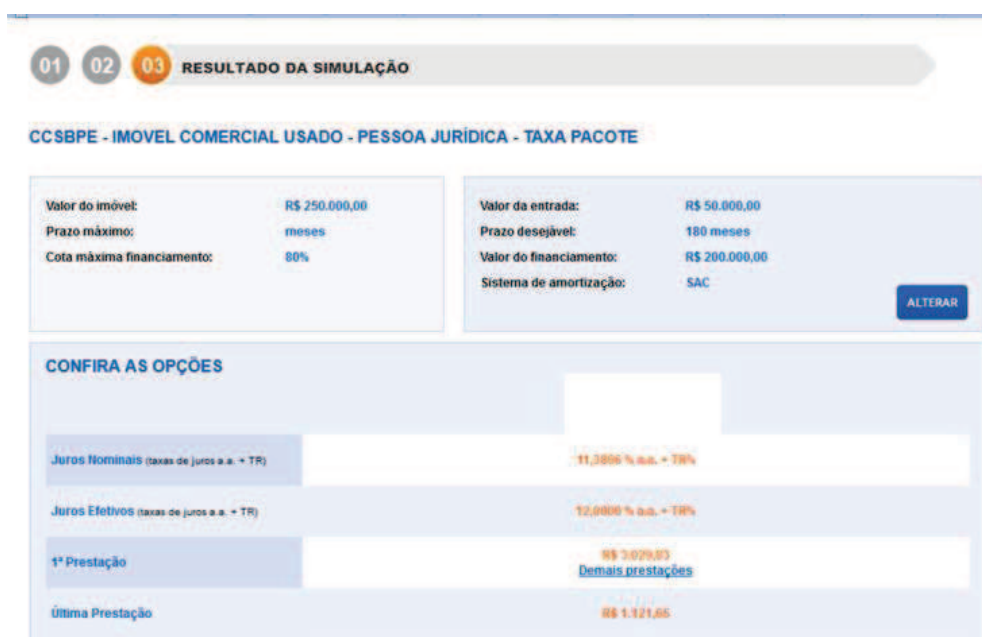 01 02 03 RESULTADO DA SIMULAÇÃO
CCSBPE - IMOVEL COMERCIAL USADO - PESSOA JURÍDICA - TAXA PACOTE
Valor do imóvel: R$ 250.000,00
Prazo máximo: meses
Cota máxima financiamento: 80%
Valor da entrada: R$ 50.000,00
Prazo desejável: 180 meses
Valor do financiamento: R$ 200.000,00
Sistema de amortização: SAC
ALTERAR
CONFIRA AS OPÇÕES
Juros Nominais (taxas de juros a.a. + TR) 11,3866 % a.a. + TR%
Juros Efetivos (taxas de juros a.a. + TR) 12,0000 % a.a. + TR%
1ª Prestação R$ 3.029,83
Demais prestações
Última Prestação R$ 1.121,65